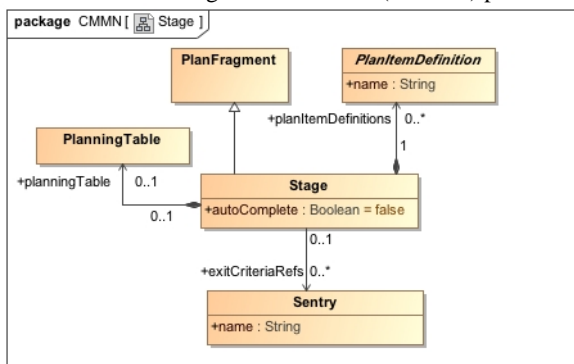 package CMMN [ Stage ]
PlanFragment
PlanItemDefinition
+name : String
+planItemDefinitions 0..*
1
PlanningTable
+planningTable 0..1
0..1
Stage
+autoComplete : Boolean = false
0..1
+exitCriteriaRefs 0..*
Sentry
+name : String